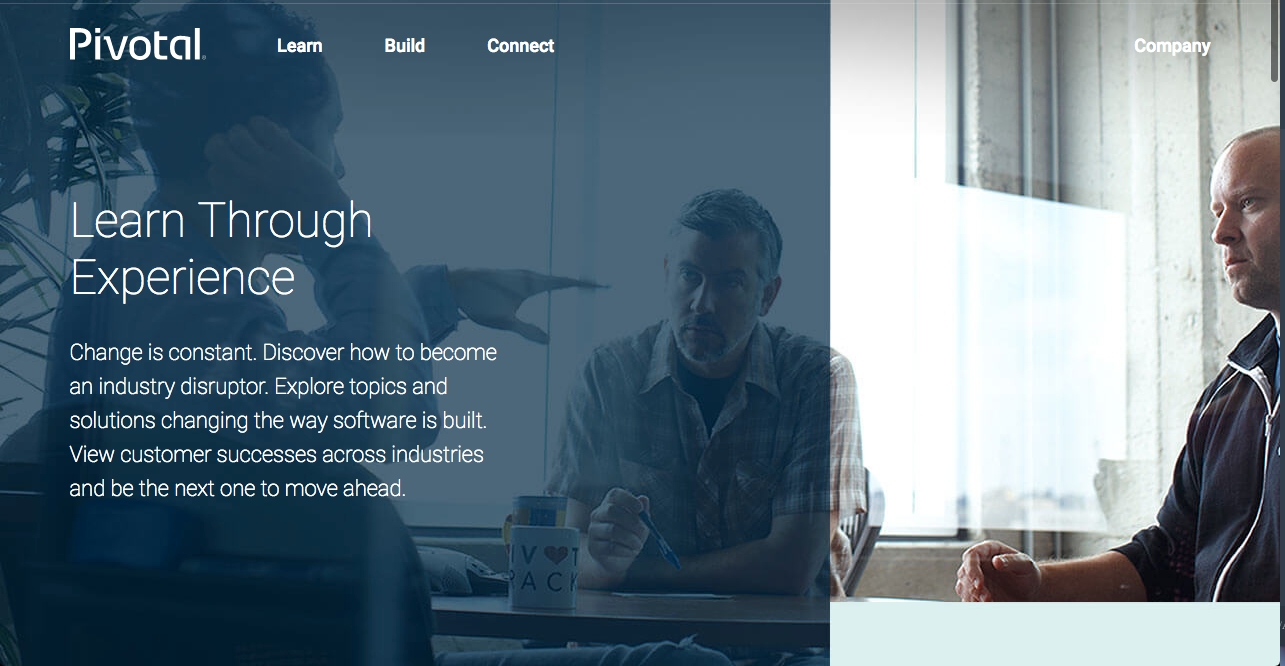 Pivotal
Learn
Build
Connect
Company
Learn Through
Experience
Change is constant. Discover how to become
an industry disruptor. Explore topics and
solutions changing the way software is built.
View customer successes across industries
and be the next one to move ahead.
IV❤T
PACK